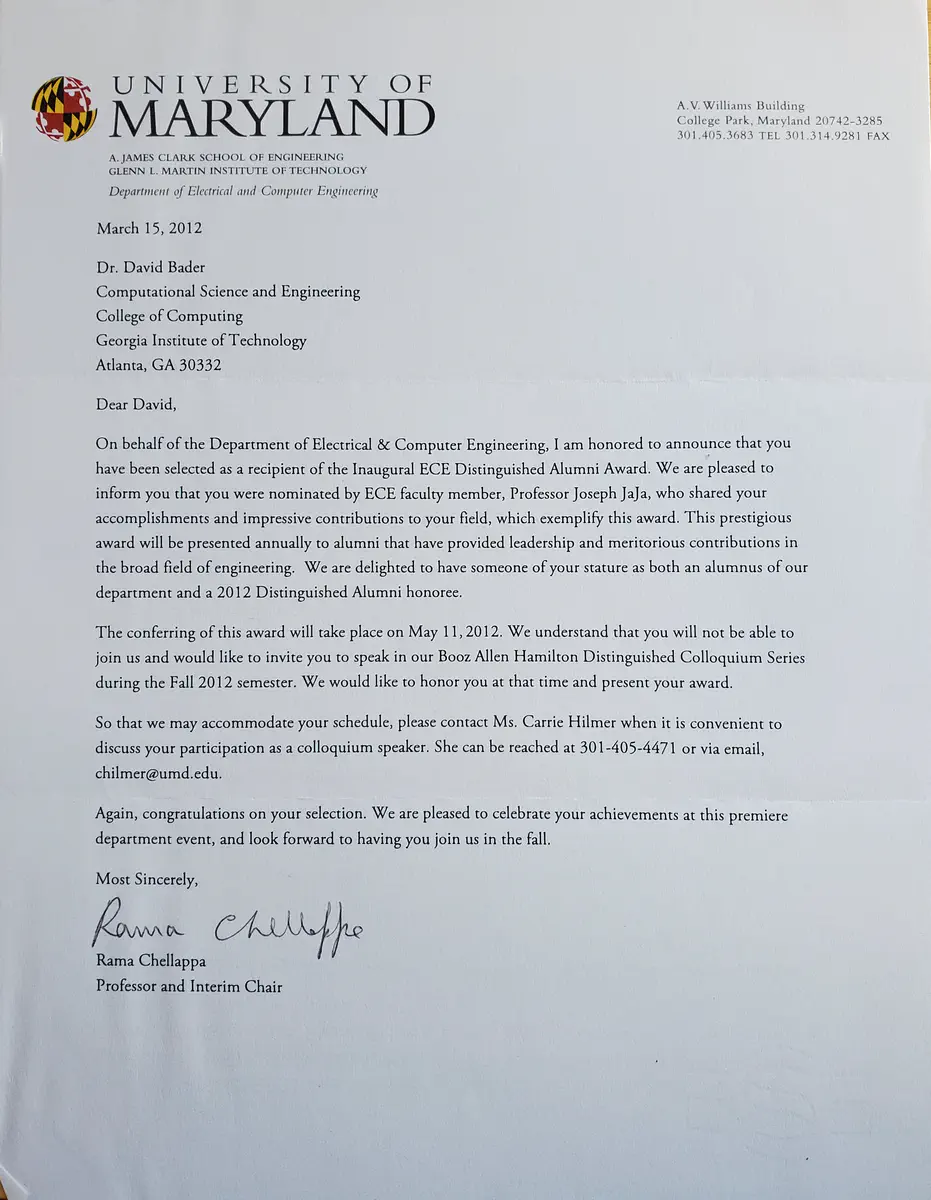 UNIVERSITY OF
MARYLAND
A. JAMES CLARK SCHOOL OF ENGINEERING
GLENN L. MARTIN INSTITUTE OF TECHNOLOGY
Department of Electrical and Computer Engineering
A.V. Williams Building
College Park, Maryland 20742-3285
301.405.3683 TEL 301.314.9281 FAX
March 15, 2012
Dr. David Bader
Computational Science and Engineering
College of Computing
Georgia Institute of Technology
Atlanta, GA 30332
Dear David,
On behalf of the Department of Electrical & Computer Engineering, I am honored to announce that you
have been selected as a recipient of the Inaugural ECE Distinguished Alumni Award. We are pleased to
inform you that you were nominated by ECE faculty member, Professor Joseph JaJa, who shared your
accomplishments and impressive contributions to your field, which exemplify this award. This prestigious
award will be presented annually to alumni that have provided leadership and meritorious contributions in
the broad field of engineering. We are delighted to have someone of your stature as both an alumnus of our
department and a 2012 Distinguished Alumni honoree.
The conferring of this award will take place on May 11, 2012. We understand that you will not be able to
join us and would like to invite you to speak in our Booz Allen Hamilton Distinguished Colloquium Series
during the Fall 2012 semester. We would like to honor you at that time and present your award.
So that we may accommodate your schedule, please contact Ms. Carrie Hilmer when it is convenient to
discuss your participation as a colloquium speaker. She can be reached at 301-405-4471 or via email,
chilmer@umd.edu.
Again, congratulations on your selection. We are pleased to celebrate your achievements at this premiere
department event, and look forward to having you join us in the fall.
Most Sincerely,
Rama Chellappa
Rama Chellappa
Professor and Interim Chair